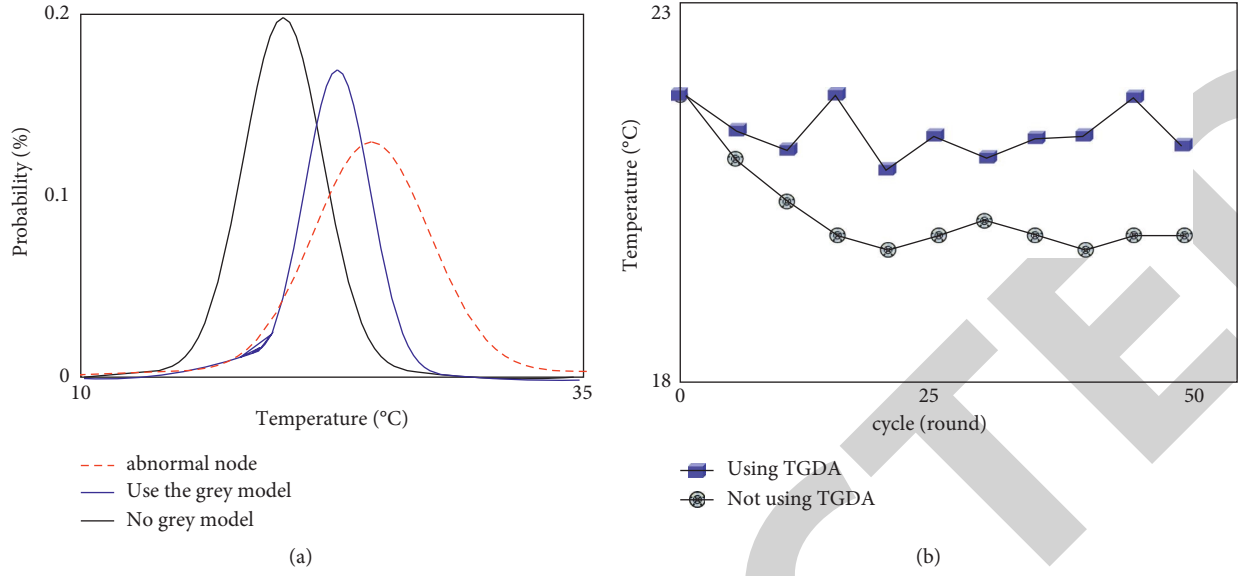 0.2
0.1
0
Probability (%)
10
35
Temperature (°C)
abnormal node
Use the grey model
No grey model
(a)
23
18
Temperature (°C)
0
25
50
cycle (round)
Using TGDA
Not using TGDA
(b)
CTE